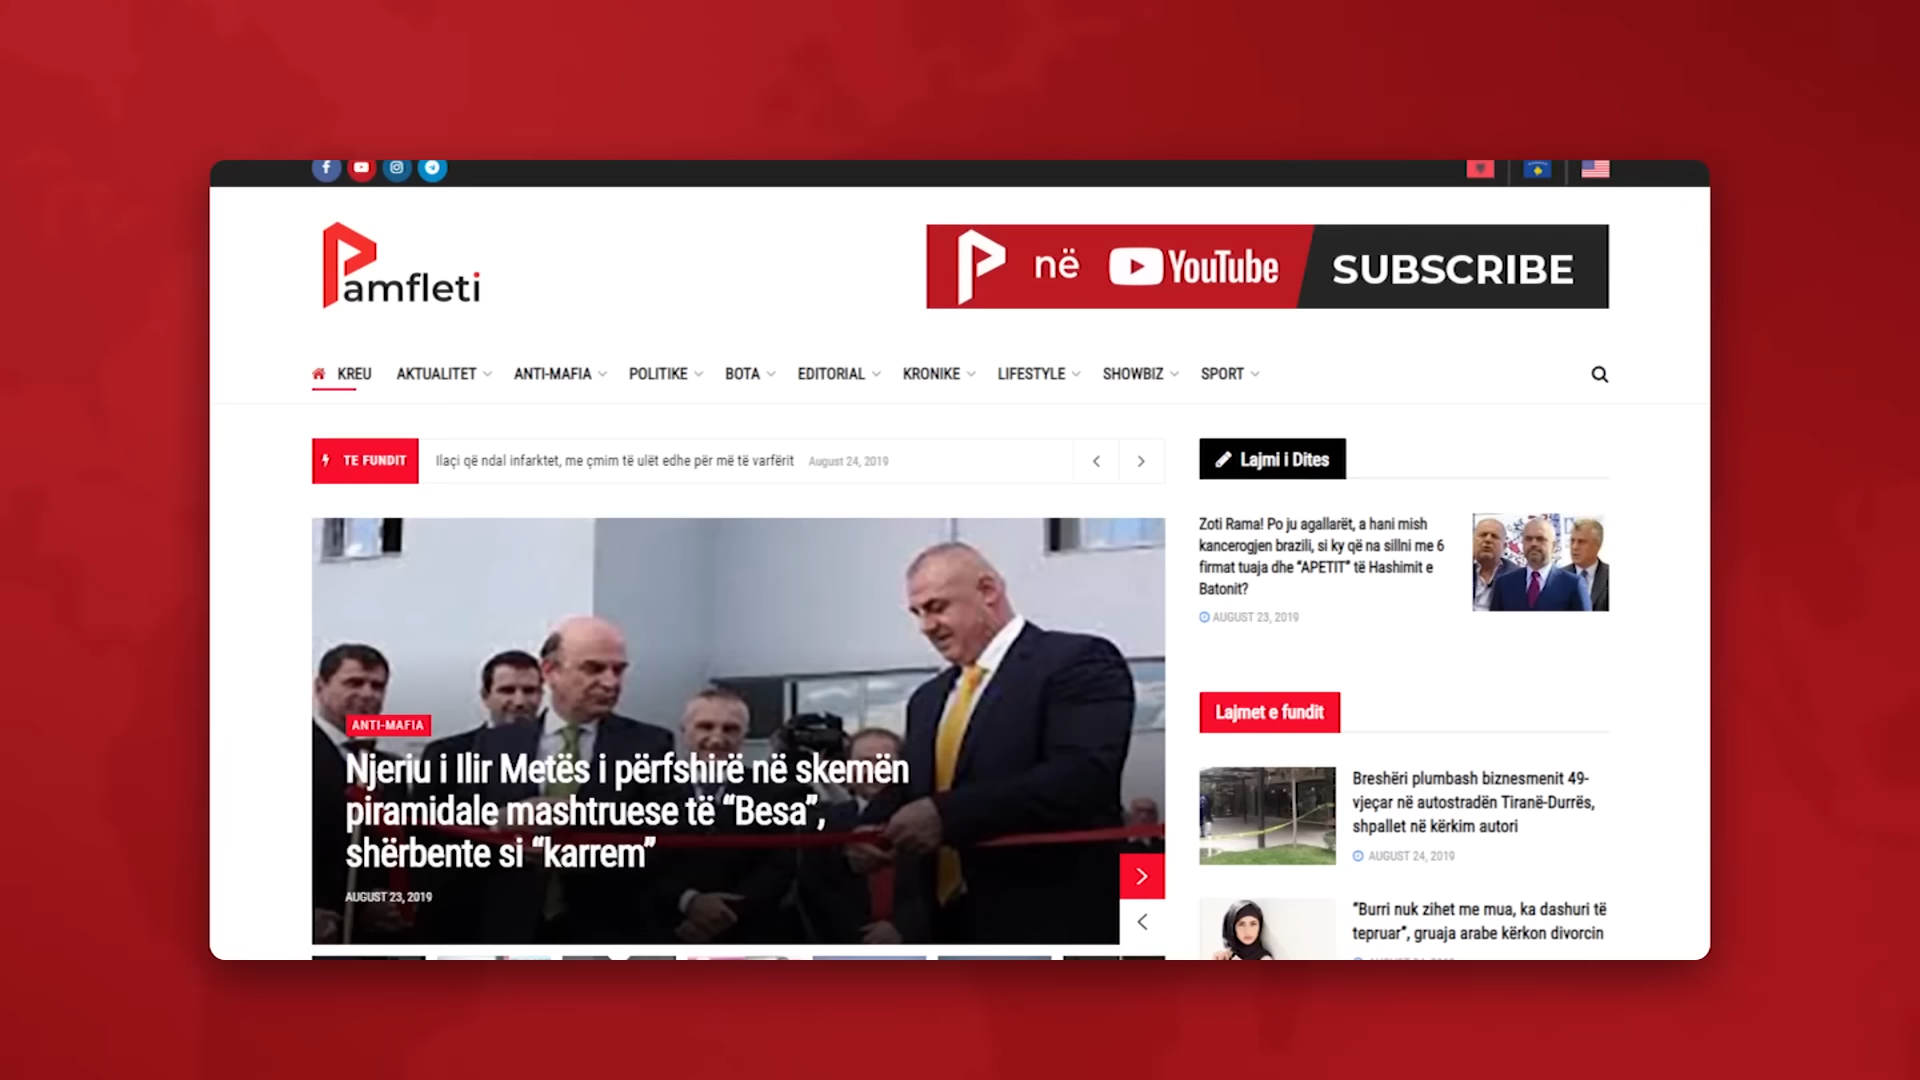 Pamfleti
P në YouTube SUBSCRIBE
KREU AKTUALITET ANTI-MAFIA POLITIKE BOTA EDITORIAL KRONIKE LIFESTYLE SHOWBIZ SPORT
TE FUNDIT Ilaçi që ndal infarktet, me çmim të ulët edhe për më të varfërit August 24, 2019
ANTI-MAFIA
Njeriu i Ilir Metës i përfshirë në skemën
piramidale mashtruese të “Besa”,
shërbente si “karrem”
AUGUST 23, 2019
Lajmi i Dites
Zoti Rama! Po ju agallarët, a hani mish
kancerogjen brazili, si ky që na sillni me 6
firmat tuaja dhe “APETIT” të Hashimit e
Batonit?
AUGUST 23, 2019
Lajmet e fundit
Breshëri plumbash biznesmenit 49-
vjeçar në autostradën Tiranë-Durrës,
shpallet në kërkim autori
AUGUST 24, 2019
“Burri nuk zihet me mua, ka dashuri të
tepruar”, gruaja arabe kërkon divorcin